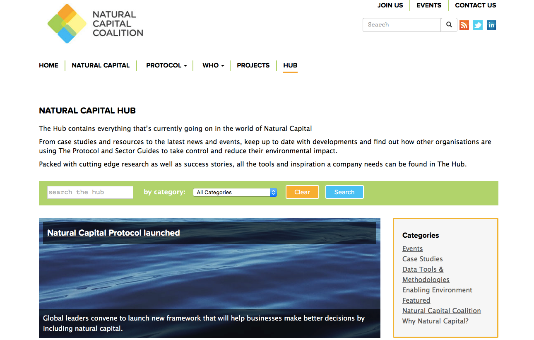 JOIN US EVENTS CONTACT US
NATURAL
CAPITAL
COALITION
Search
HOME NATURAL CAPITAL PROTOCOL WHO PROJECTS HUB
NATURAL CAPITAL HUB
The Hub contains everything that's currently going on in the world of Natural Capital
From case studies and resources to the latest news and events, keep up to date with developments and find out how other organisations are
using The Protocol and Sector Guides to take control and reduce their environmental impact.
Packed with cutting edge research as well as success stories, all the tools and inspiration a company needs can be found in The Hub.
search the hub by category: All Categories Clear Search
Natural Capital Protocol launched
Global leaders convene to launch new framework that will help businesses make better decisions by
including natural capital.
Categories
Events
Case Studies
Data Tools &
Methodologies
Enabling Environment
Featured
Natural Capital Coalition
Why Natural Capital?